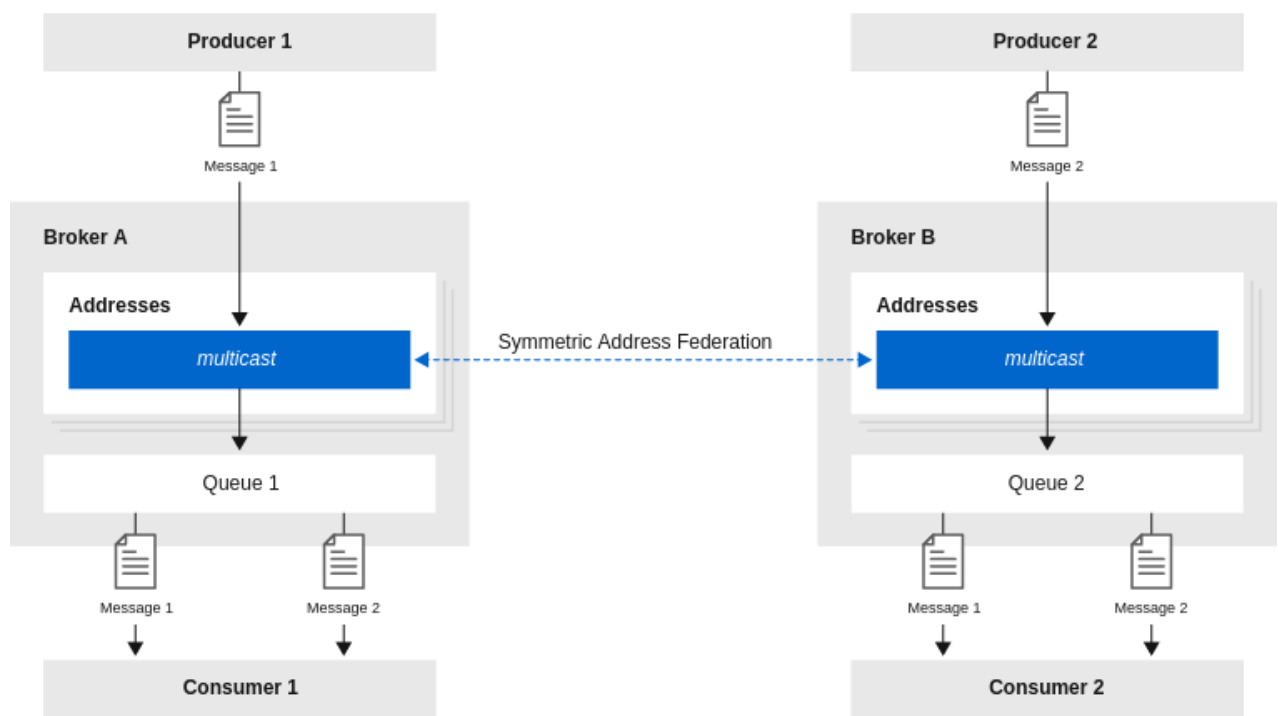 Producer 1
Producer 2
Message 1
Message 2
Broker A
Broker B
Addresses
Addresses
multicast
Symmetric Address Federation
multicast
Queue 1
Queue 2
Message 1
Message 2
Message 1
Message 2
Consumer 1
Consumer 2